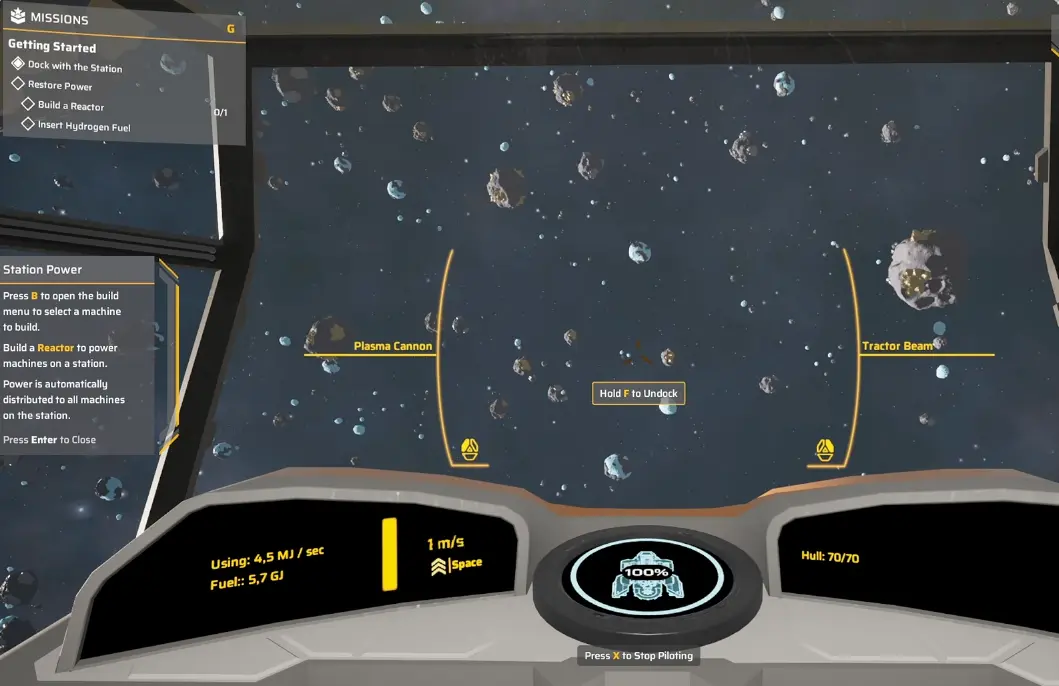 MISSIONS
G
Getting Started
Dock with the Station
Restore Power
Build a Reactor 0/1
Insert Hydrogen Fuel
Station Power
Press B to open the build
menu to select a machine
to build.
Build a Reactor to power
machines on a station.
Power is automatically
distributed to all machines
on the station.
Press Enter to Close
Plasma Cannon
Tractor Beam
Hold F to Undock
Using: 4,5 MJ / sec
Fuel:: 5,7 GJ
1 m/s
Space
100%
Hull: 70/70
Press X to Stop Piloting